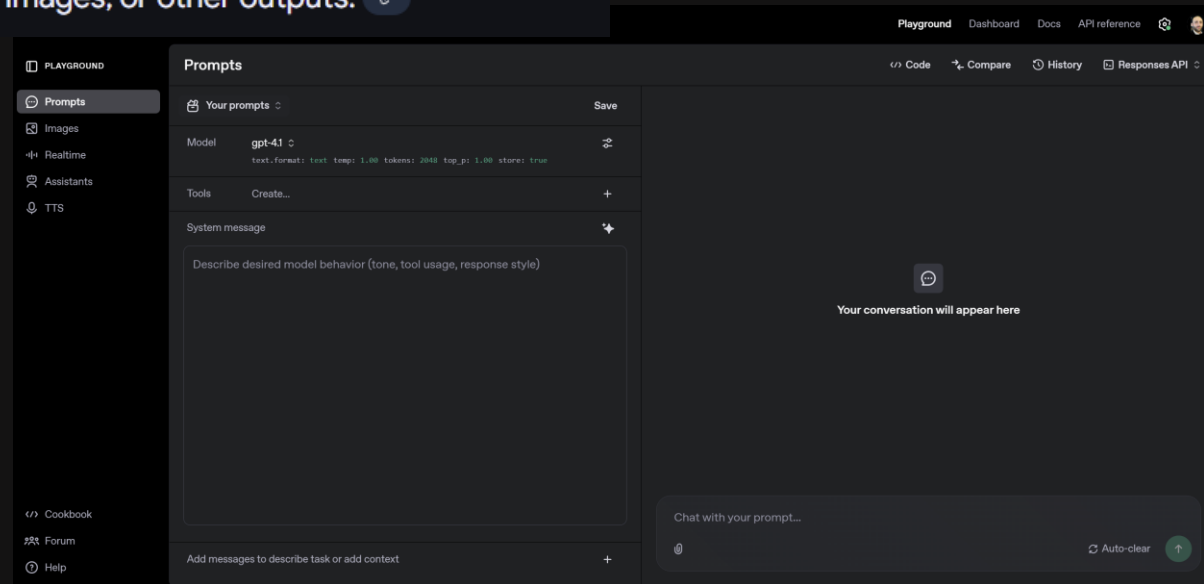 images, or other outputs.
Playground Dashboard Docs API reference
PLAYGROUND
Prompts
Images
Realtime
Assistants
TTS
Cookbook
Forum
Help
Prompts
Code Compare History Responses API
Your prompts Save
Model gpt-4.1
text.format: text temp: 1.00 tokens: 2048 top_p: 1.00 store: true
Tools Create...
System message
Describe desired model behavior (tone, tool usage, response style)
Add messages to describe task or add context
Your conversation will appear here
Chat with your prompt...
Auto-clear